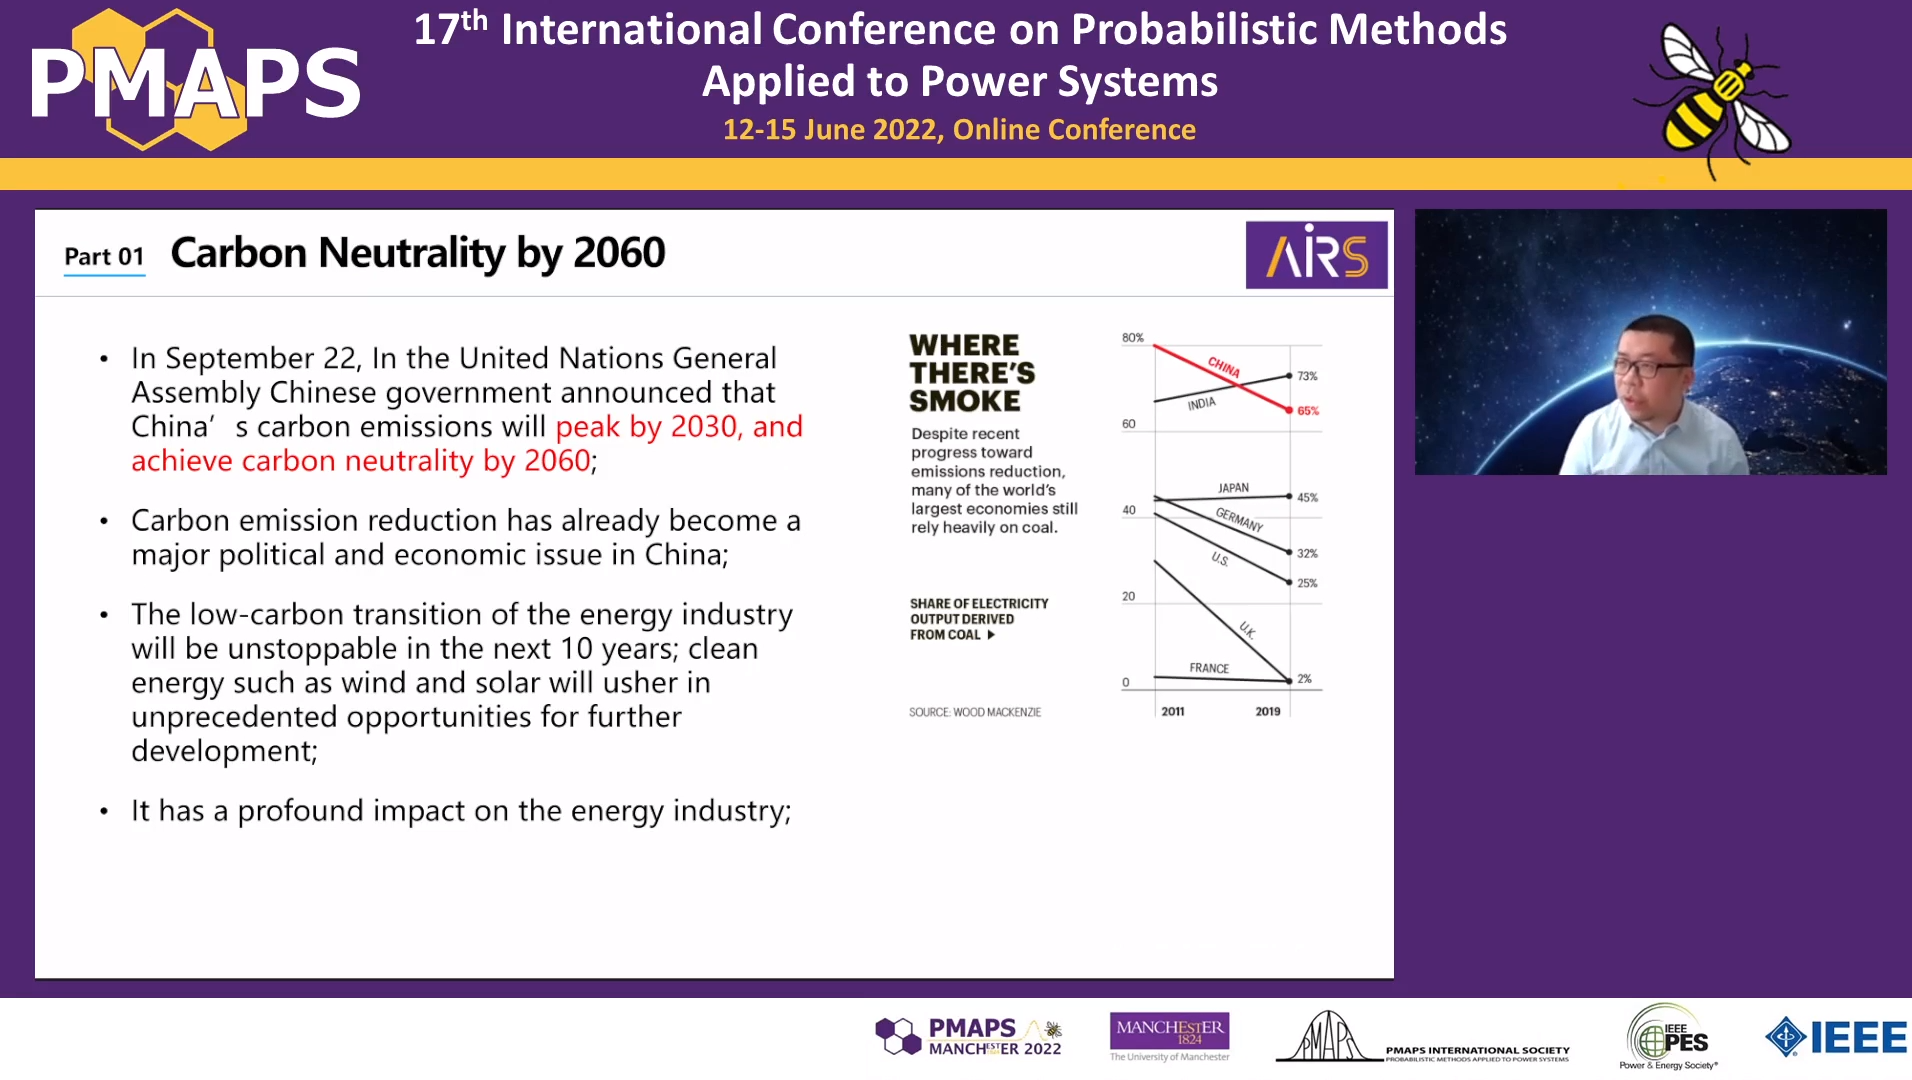 PMAPS
17th International Conference on Probabilistic Methods
Applied to Power Systems
12-15 June 2022, Online Conference
Part 01 Carbon Neutrality by 2060
AiRS
• In September 22, In the United Nations General
Assembly Chinese government announced that
China’ s carbon emissions will peak by 2030, and
achieve carbon neutrality by 2060;
• Carbon emission reduction has already become a
major political and economic issue in China;
• The low-carbon transition of the energy industry
will be unstoppable in the next 10 years; clean
energy such as wind and solar will usher in
unprecedented opportunities for further
development;
• It has a profound impact on the energy industry;
WHERE
THERE’S
SMOKE
Despite recent
progress toward
emissions reduction,
many of the world’s
largest economies still
rely heavily on coal.
SHARE OF ELECTRICITY
OUTPUT DERIVED
FROM COAL ▶
SOURCE: WOOD MACKENZIE
80%
CHINA
73%
INDIA
65%
60
JAPAN
45%
40
GERMANY
32%
U.S.
25%
20
U.K.
FRANCE
2%
0
2011 2019
PMAPS
MANCHESTER 2022
MANCHESTER
1824
The University of Manchester
PMAPS
PMAPS INTERNATIONAL SOCIETY
PROBABILISTIC METHODS APPLIED TO POWER SYSTEMS
IEEE
PES
Power & Energy Society®
IEEE